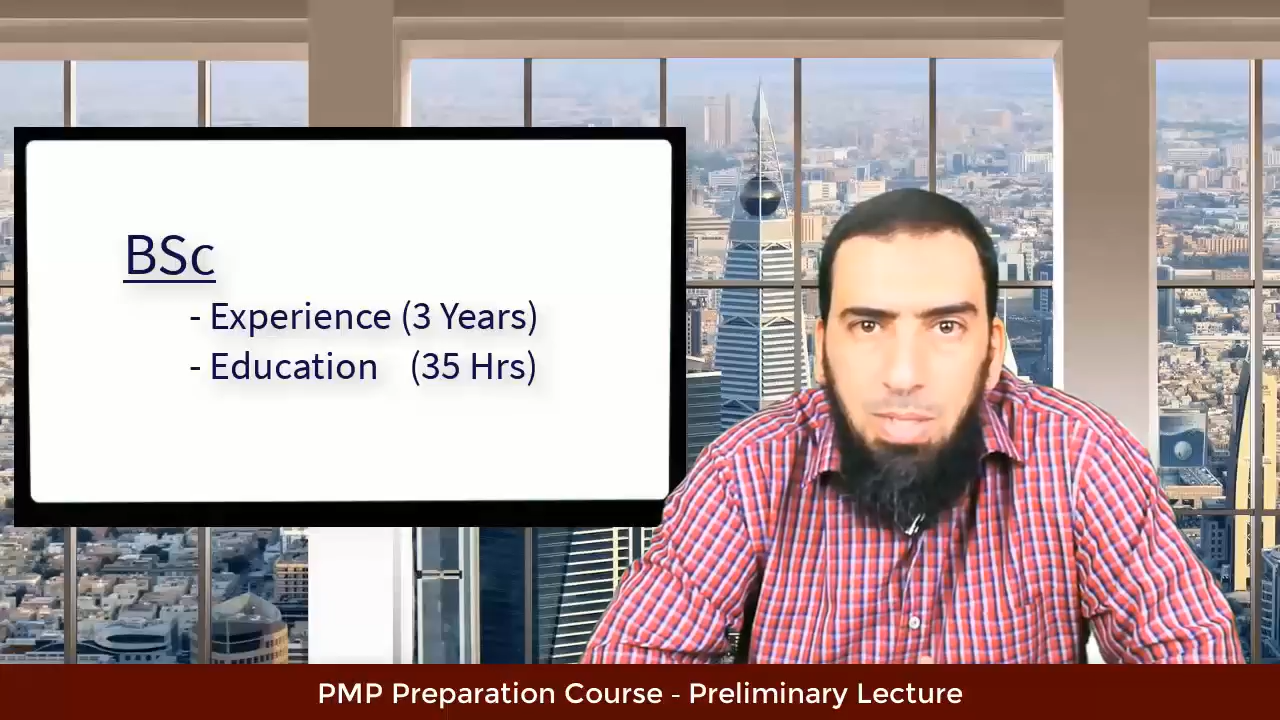 BSc
- Experience (3 Years)
- Education (35 Hrs)
PMP Preparation Course - Preliminary Lecture